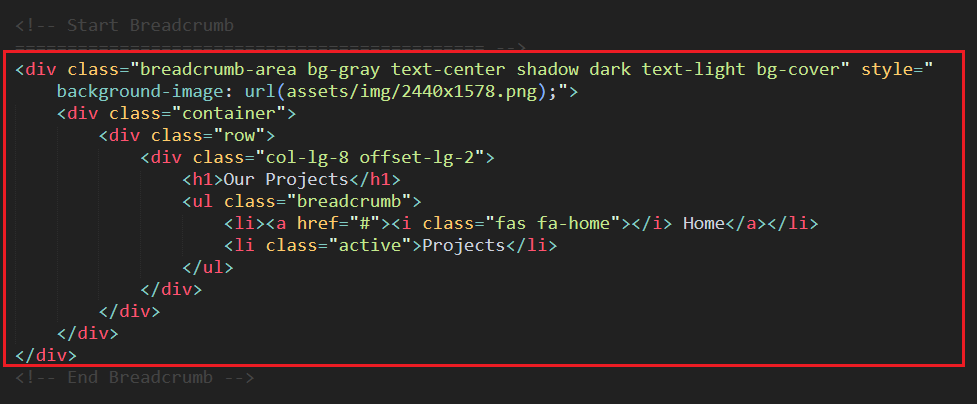 <!-- Start Breadcrumb
============================================= -->
<div class="breadcrumb-area bg-gray text-center shadow dark text-light bg-cover" style="
background-image: url(assets/img/2440x1578.png);">
<div class="container">
<div class="row">
<div class="col-lg-8 offset-lg-2">
<h1>Our Projects</h1>
<ul class="breadcrumb">
<li><a href="#"><i class="fas fa-home"></i> Home</a></li>
<li class="active">Projects</li>
</ul>
</div>
</div>
</div>
</div>
<!-- End Breadcrumb -->